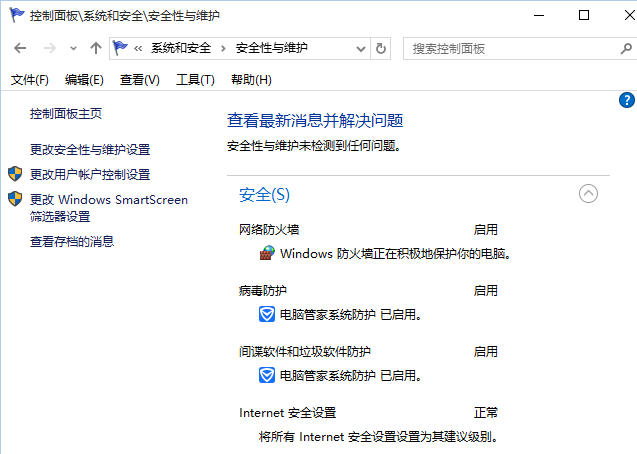 控制面板\系统和安全\安全性与维护
« 系统和安全 › 安全性与维护
搜索控制面板
文件(F) 编辑(E) 查看(V) 工具(T) 帮助(H)
?
控制面板主页
更改安全性与维护设置
更改用户帐户控制设置
更改 Windows SmartScreen
筛选器设置
查看存档的消息
查看最新消息并解决问题
安全性与维护未检测到任何问题。
安全(S)
网络防火墙 启用
Windows 防火墙正在积极地保护你的电脑。
病毒防护 启用
电脑管家系统防护 已启用。
间谍软件和垃圾软件防护 启用
电脑管家系统防护 已启用。
Internet 安全设置 正常
将所有 Internet 安全设置设置为其建议级别。